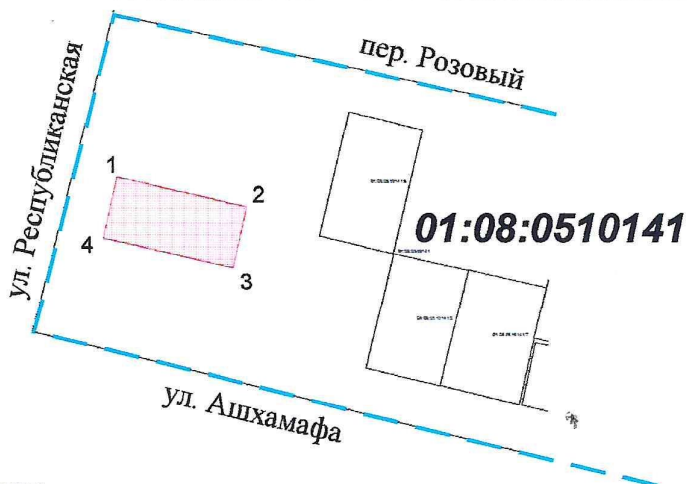 пер. Розовый
ул. Республиканская
1
2
01:08:0510141
4
3
ул. Ашхамафа